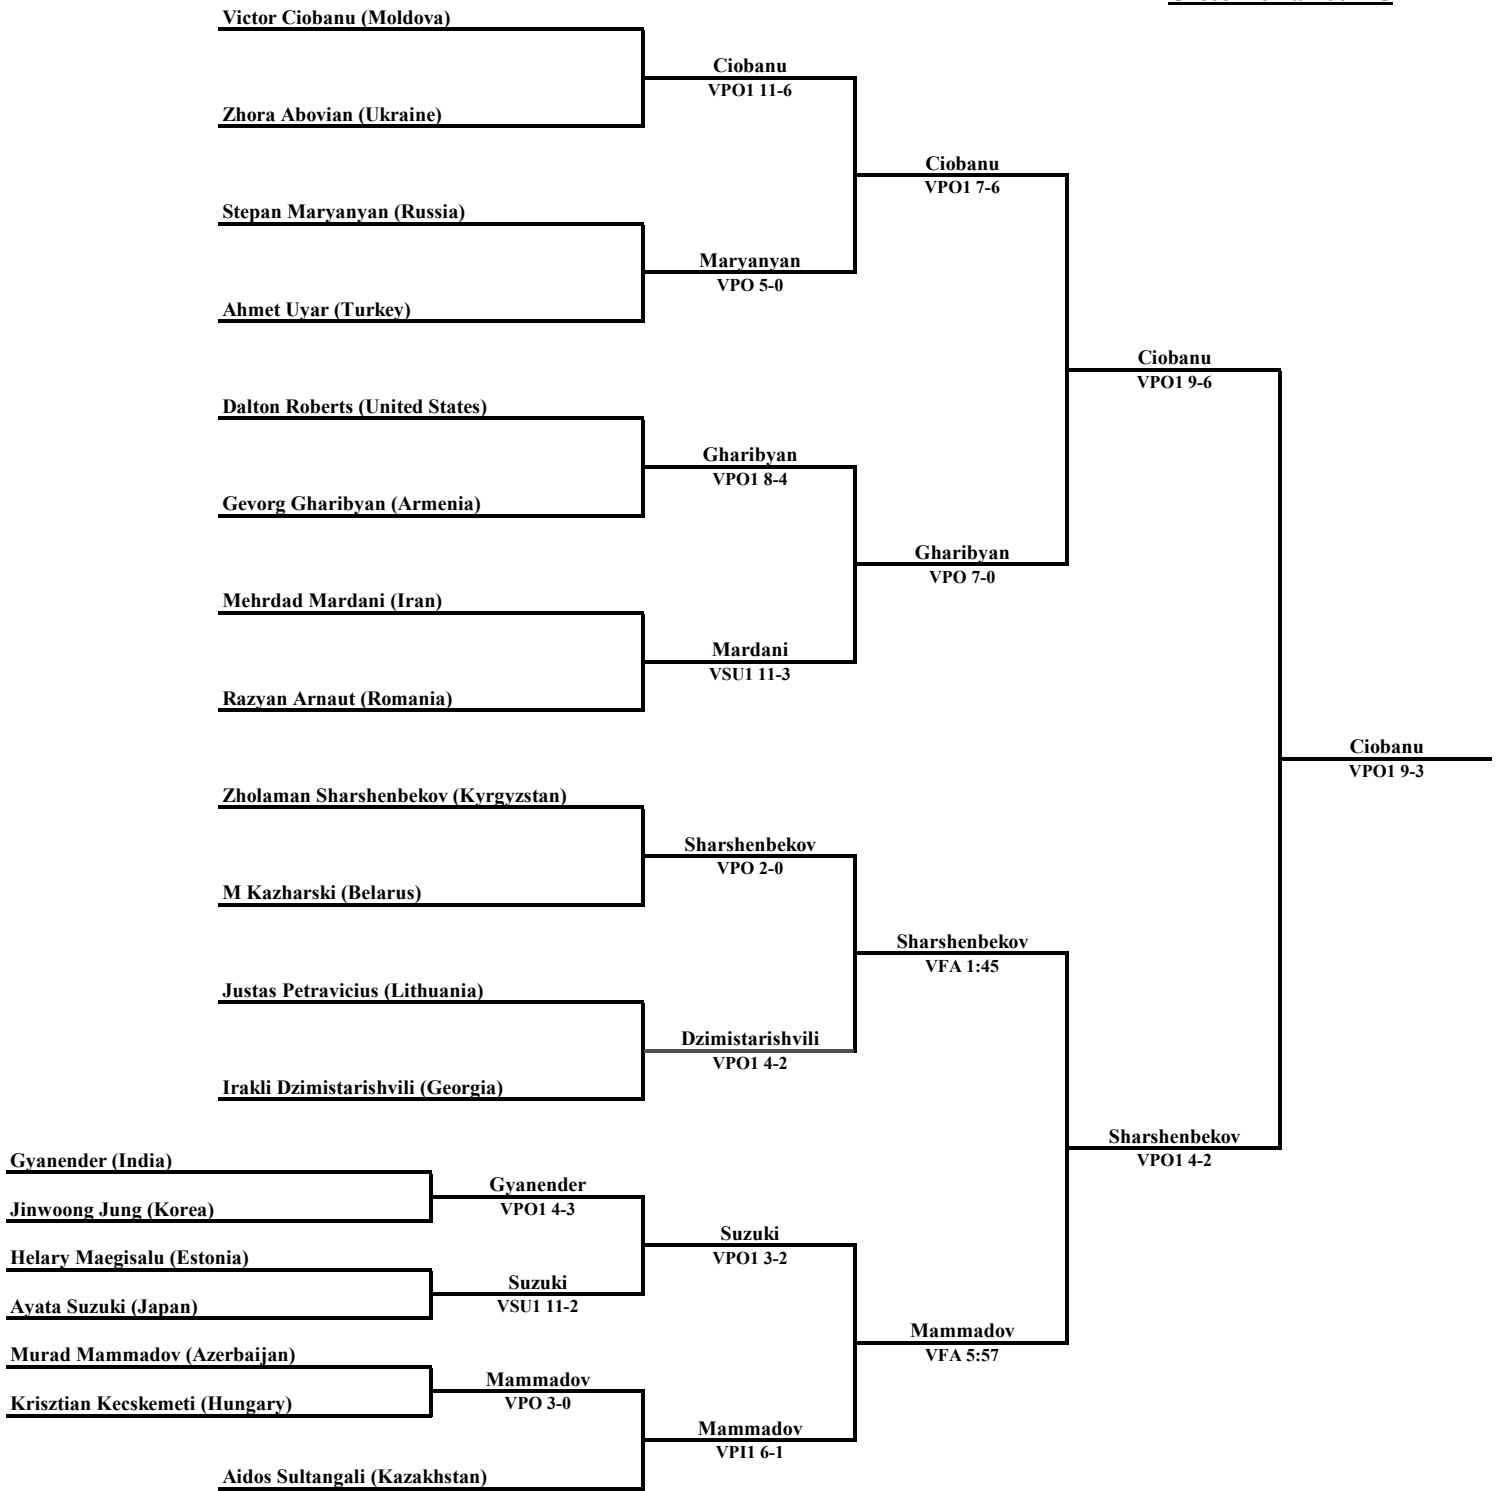 Victor Ciobanu (Moldova)
Ciobanu
VPO1 11-6
Zhora Abovian (Ukraine)
Ciobanu
VPO1 7-6
Stepan Maryanyan (Russia)
Maryanyan
VPO 5-0
Ahmet Uyar (Turkey)
Ciobanu
VPO1 9-6
Dalton Roberts (United States)
Gharibyan
VPO1 8-4
Gevorg Gharibyan (Armenia)
Gharibyan
VPO 7-0
Mehrdad Mardani (Iran)
Mardani
VSU1 11-3
Razyan Arnaut (Romania)
Ciobanu
VPO1 9-3
Zholaman Sharshenbekov (Kyrgyzstan)
Sharshenbekov
VPO 2-0
M Kazharski (Belarus)
Sharshenbekov
VFA 1:45
Justas Petravicius (Lithuania)
Dzimistarishvili
VPO1 4-2
Irakli Dzimistarishvili (Georgia)
Sharshenbekov
VPO1 4-2
Gyanender (India)
Gyanender
VPO1 4-3
Jinwoong Jung (Korea)
Suzuki
VPO1 3-2
Helary Maegisalu (Estonia)
Suzuki
VSU1 11-2
Ayata Suzuki (Japan)
Mammadov
VFA 5:57
Murad Mammadov (Azerbaijan)
Mammadov
VPO 3-0
Krisztian Kecskemeti (Hungary)
Mammadov
VPI1 6-1
Aidos Sultangali (Kazakhstan)